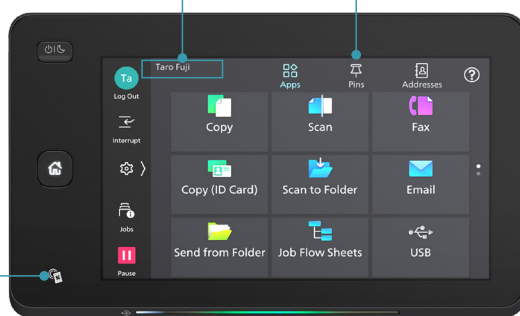 Ta
Taro Fuji
Log Out
Apps
Pins
Addresses
?
Interrupt
Copy
Scan
Fax
Copy (ID Card)
Scan to Folder
Email
Jobs
Send from Folder
Job Flow Sheets
USB
Pause
N